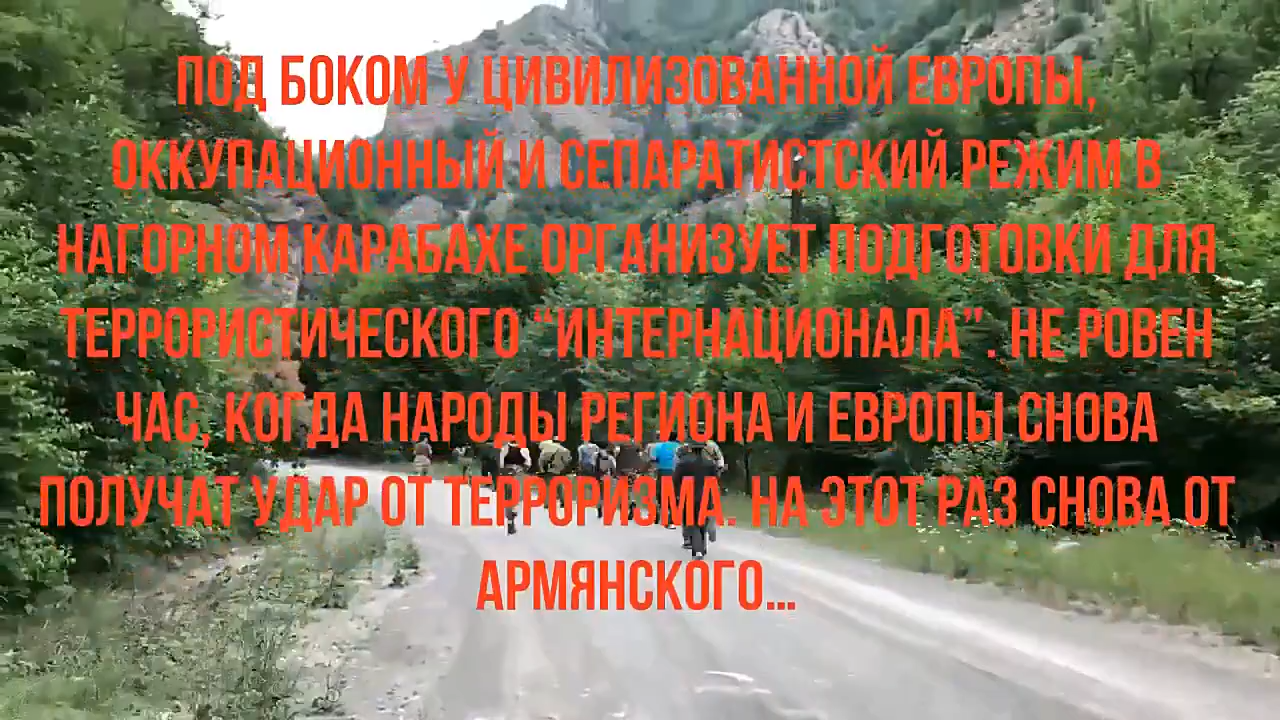 ПОД БОКОМ У ЦИВИЛИЗОВАННОЙ ЕВРОПЫ,
ОККУПАЦИОННЫЙ И СЕПАРАТИСТСКИЙ РЕЖИМ В
НАГОРНОМ КАРАБАХЕ ОРГАНИЗУЕТ ПОДГОТОВКИ ДЛЯ
ТЕРРОРИСТИЧЕСКОГО “ИНТЕРНАЦИОНАЛА”. НЕ РОВЕН
ЧАС, КОГДА НАРОДЫ РЕГИОНА И ЕВРОПЫ СНОВА
ПОЛУЧАТ УДАР ОТ ТЕРРОРИЗМА. НА ЭТОТ РАЗ СНОВА ОТ
АРМЯНСКОГО...